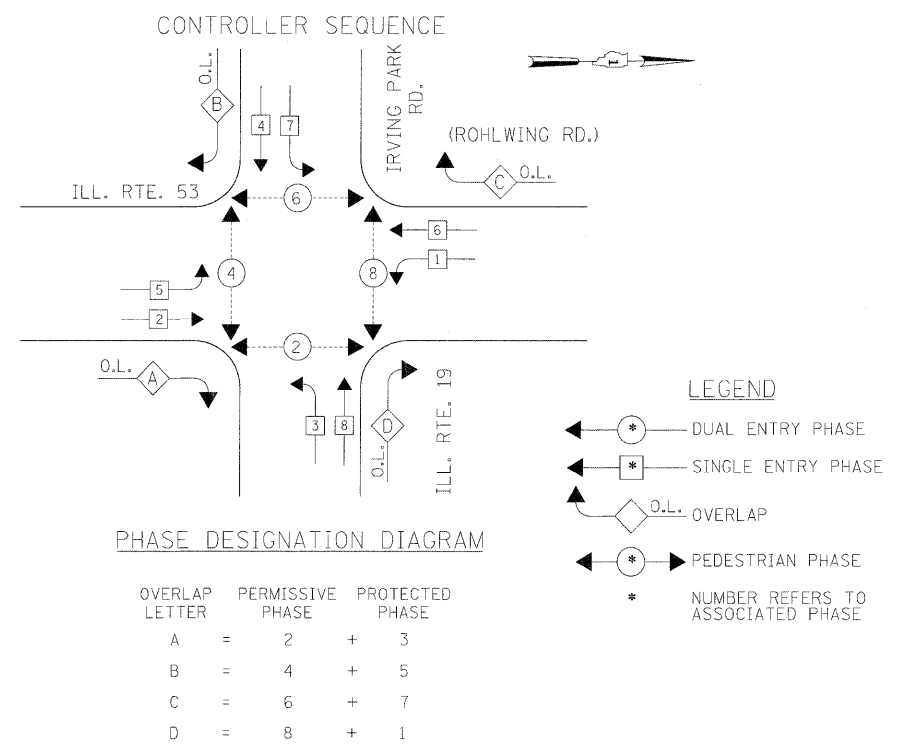 CONTROLLER SEQUENCE
O.L.
B
4
7
IRVING PARK
RD.
(ROHLWING RD.)
C
O.L.
ILL. RTE. 53
6
6
1
4
8
5
2
2
O.L.
A
3
8
D
O.L.
ILL. RTE. 19
LEGEND
* DUAL ENTRY PHASE
* SINGLE ENTRY PHASE
O.L. OVERLAP
* PEDESTRIAN PHASE
* NUMBER REFERS TO
ASSOCIATED PHASE
PHASE DESIGNATION DIAGRAM
OVERLAP PERMISSIVE PROTECTED
LETTER PHASE PHASE
A = 2 + 3
B = 4 + 5
C = 6 + 7
D = 8 + 1